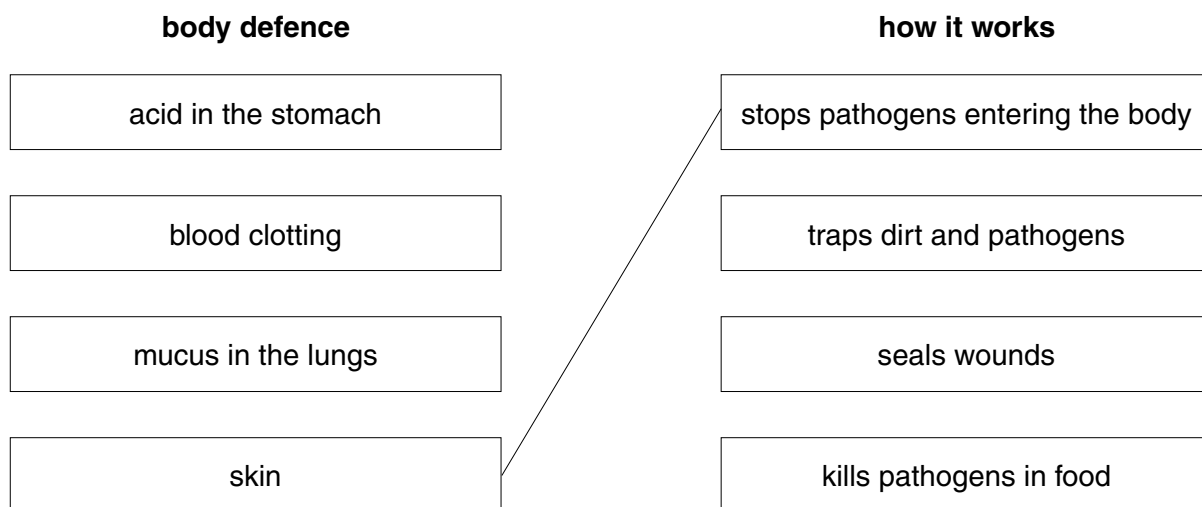 body defence
how it works
acid in the stomach
stops pathogens entering the body
blood clotting
traps dirt and pathogens
mucus in the lungs
seals wounds
skin
kills pathogens in food